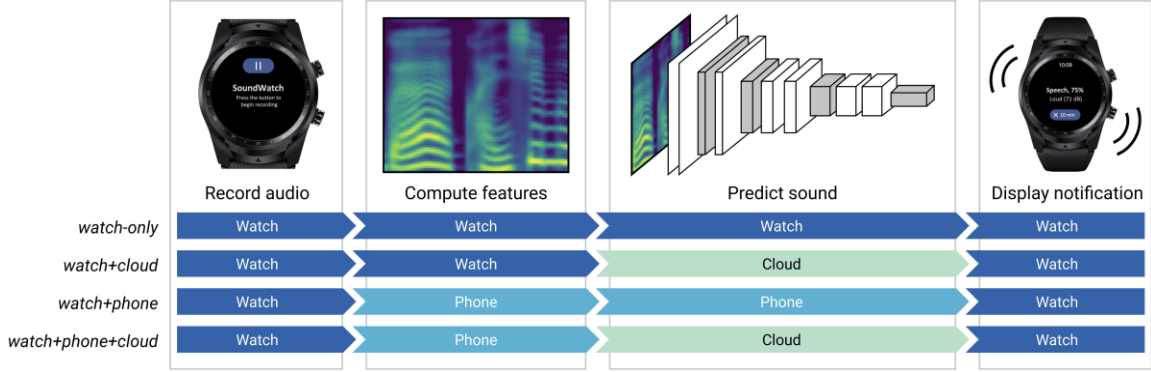 SoundWatch
Press the button to
begin recording
10:09
Speech, 75%
Loud (71 dB)
✕ 10 min
Record audio
Compute features
Predict sound
Display notification
watch-only
Watch
Watch
Watch
Watch
watch+cloud
Watch
Watch
Cloud
Watch
watch+phone
Watch
Phone
Phone
Watch
watch+phone+cloud
Watch
Phone
Cloud
Watch